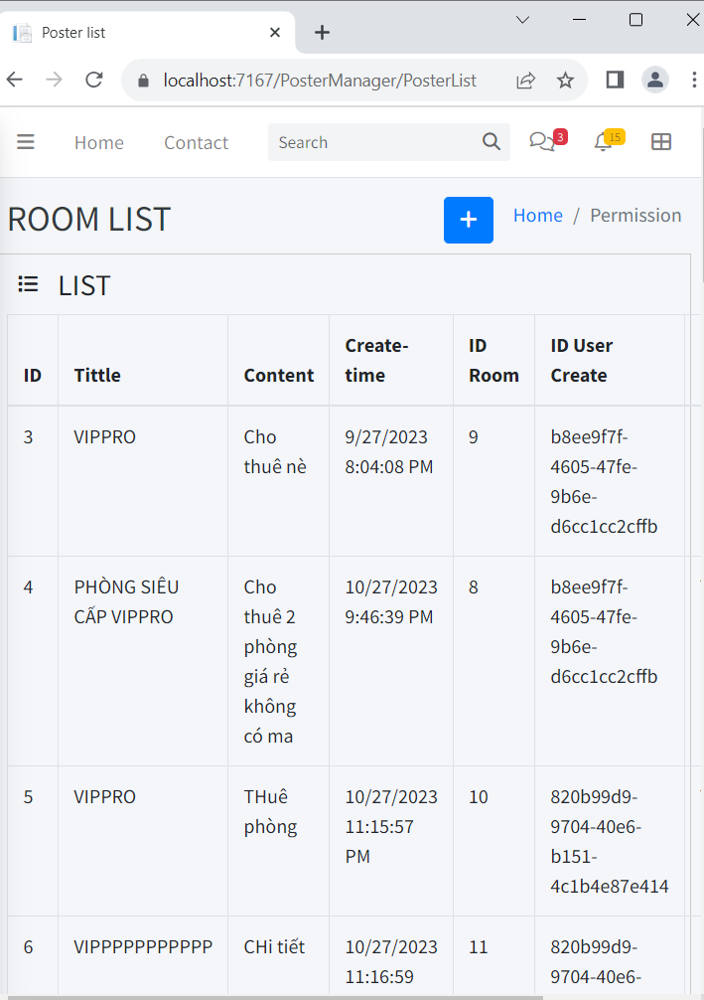 Poster list
localhost:7167/PosterManager/PosterList
Home Contact Search 3 15
ROOM LIST + Home / Permission
LIST
ID Tittle Content Create-time ID Room ID User Create
3 VIPPRO Cho thuê nè 9/27/2023 8:04:08 PM 9 b8ee9f7f-4605-47fe-9b6e-d6cc1cc2cffb
4 PHÒNG SIÊU CẤP VIPPRO Cho thuê 2 phòng giá rẻ không có ma 10/27/2023 9:46:39 PM 8 b8ee9f7f-4605-47fe-9b6e-d6cc1cc2cffb
5 VIPPRO THuê phòng 10/27/2023 11:15:57 PM 10 820b99d9-9704-40e6-b151-4c1b4e87e414
6 VIPPPPPPPPPPP CHi tiết 10/27/2023 11:16:59 11 820b99d9-9704-40e6-